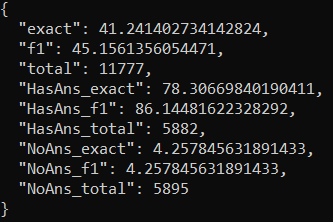 {
  "exact": 41.241402734142824,
  "f1": 45.1561356054471,
  "total": 11777,
  "HasAns_exact": 78.30669840190411,
  "HasAns_f1": 86.14481622328292,
  "HasAns_total": 5882,
  "NoAns_exact": 4.257845631891433,
  "NoAns_f1": 4.257845631891433,
  "NoAns_total": 5895
}